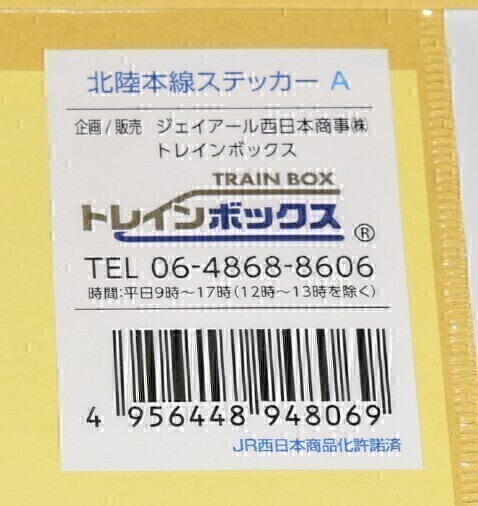 北陸本線ステッカー A
企画/販売 ジェイアール西日本商事㈱
トレインボックス
TRAIN BOX
トレインボックス ®
TEL 06-4868-8606
時間:平日9時～17時(12時～13時を除く)
4 956448 948069
JR西日本商品化許諾済